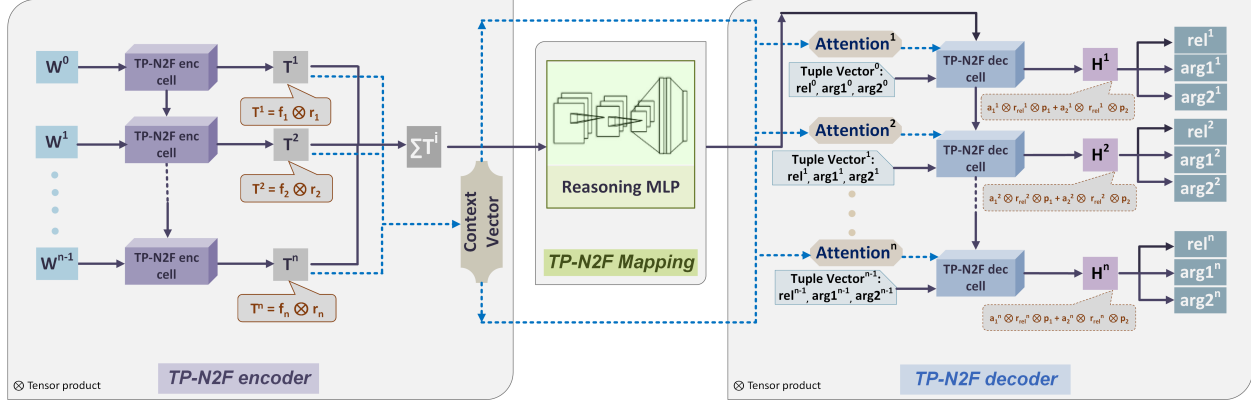 W⁰
TP-N2F enc
cell
T¹
T¹ = f₁ ⊗ r₁
W¹
TP-N2F enc
cell
T²
T² = f₂ ⊗ r₂
Wⁿ⁻¹
TP-N2F enc
cell
Tⁿ
Tⁿ = fₙ ⊗ rₙ
∑Tⁱ
Context
Vector
⊗ Tensor product
TP-N2F encoder
Reasoning MLP
TP-N2F Mapping
Attention¹
Tuple Vector⁰:
rel⁰, arg1⁰, arg2⁰
TP-N2F dec
cell
H¹
a₁¹ ⊗ r_rel¹ ⊗ p₁ + a₂¹ ⊗ r_rel¹ ⊗ p₂
rel¹
arg1¹
arg2¹
Attention²
Tuple Vector¹:
rel¹, arg1¹, arg2¹
TP-N2F dec
cell
H²
a₁² ⊗ r_rel² ⊗ p₁ + a₂² ⊗ r_rel² ⊗ p₂
rel²
arg1²
arg2²
Attentionⁿ
Tuple Vectorⁿ⁻¹:
relⁿ⁻¹, arg1ⁿ⁻¹, arg2ⁿ⁻¹
TP-N2F dec
cell
Hⁿ
a₁ⁿ ⊗ r_relⁿ ⊗ p₁ + a₂ⁿ ⊗ r_relⁿ ⊗ p₂
relⁿ
arg1ⁿ
arg2ⁿ
⊗ Tensor product
TP-N2F decoder